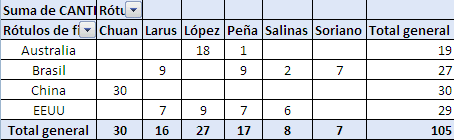 Suma de CANTI Rótu
Rótulos de fi Chuan Larus López Peña Salinas Soriano Total general
Australia 18 1 19
Brasil 9 9 2 7 27
China 30 30
EEUU 7 9 7 6 29
Total general 30 16 27 17 8 7 105